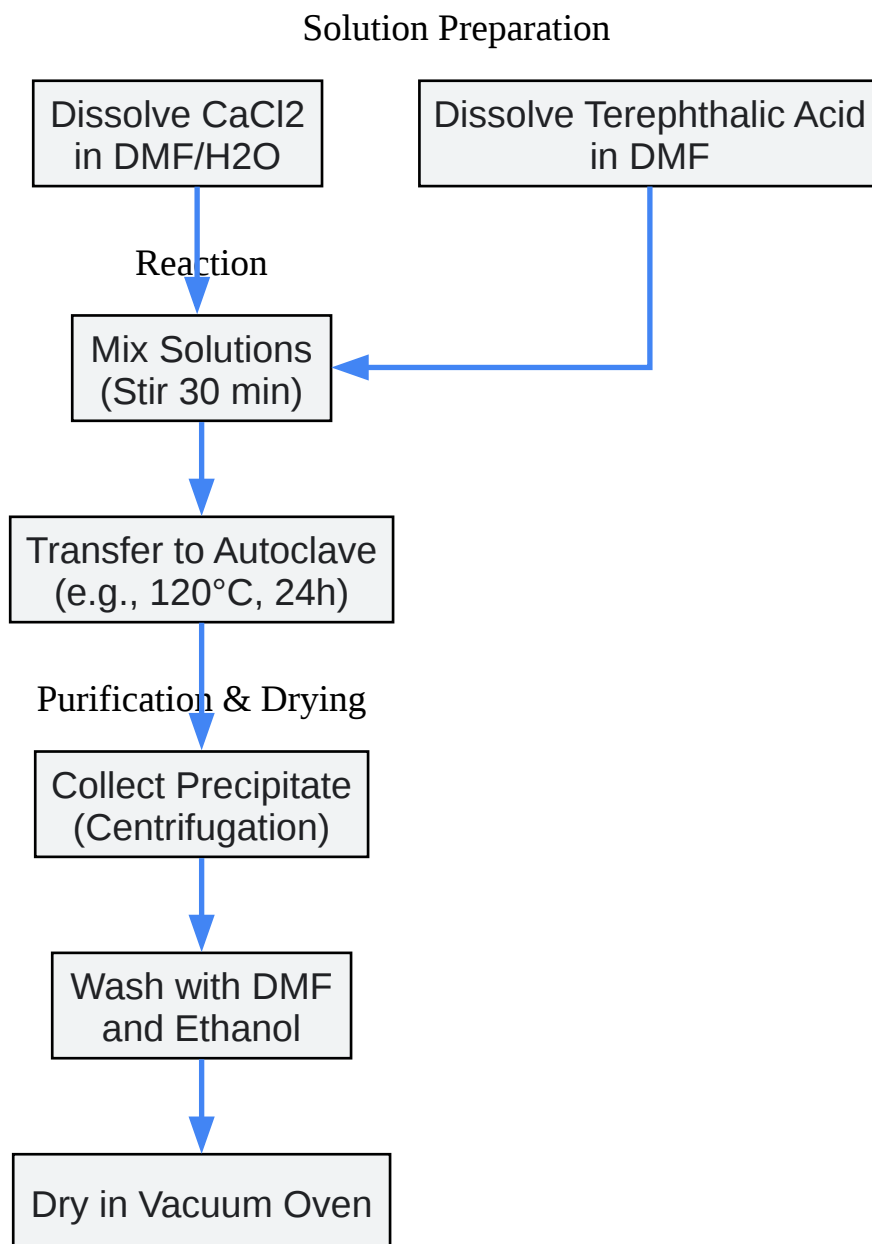 Solution Preparation
Dissolve CaCl2
in DMF/H2O
Dissolve Terephthalic Acid
in DMF
Reaction
Mix Solutions
(Stir 30 min)
Transfer to Autoclave
(e.g., 120°C, 24h)
Purification & Drying
Collect Precipitate
(Centrifugation)
Wash with DMF
and Ethanol
Dry in Vacuum Oven